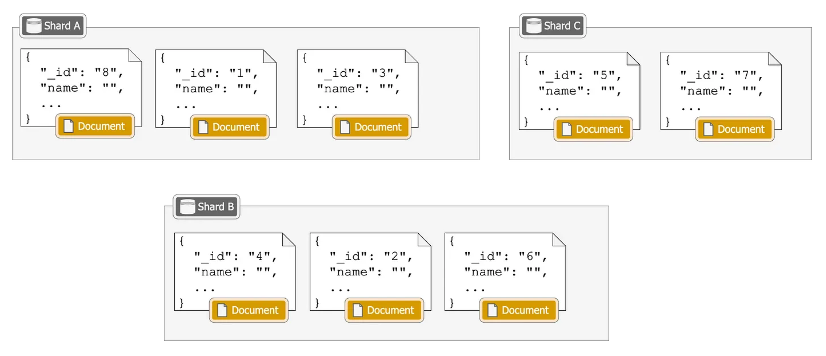 Shard A
{
"_id": "8",
"name": "",
...
}
Document
{
"_id": "1",
"name": "",
...
}
Document
{
"_id": "3",
"name": "",
...
}
Document
Shard C
{
"_id": "5",
"name": "",
...
}
Document
{
"_id": "7",
"name": "",
...
}
Document
Shard B
{
"_id": "4",
"name": "",
...
}
Document
{
"_id": "2",
"name": "",
...
}
Document
{
"_id": "6",
"name": "",
...
}
Document